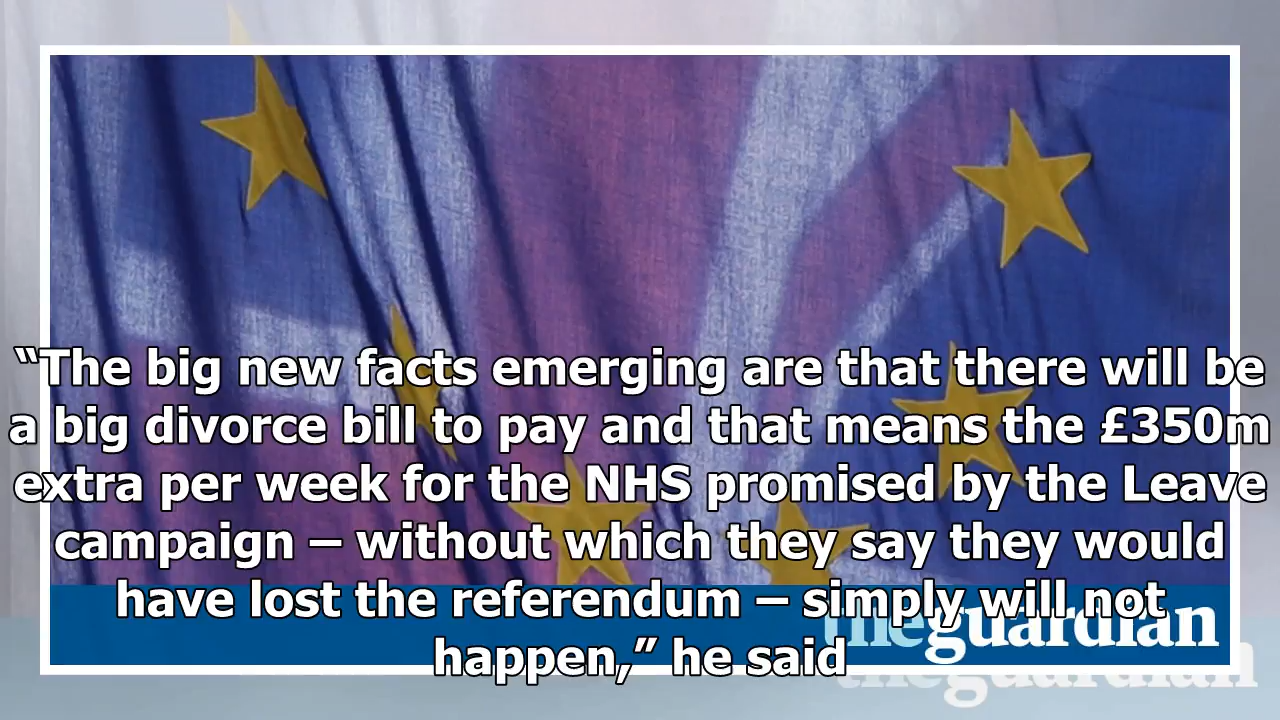 “The big new facts emerging are that there will be
a big divorce bill to pay and that means the £350m
extra per week for the NHS promised by the Leave
campaign – without which they say they would
have lost the referendum – simply will not
happen,” he said
theguardian
theguardian